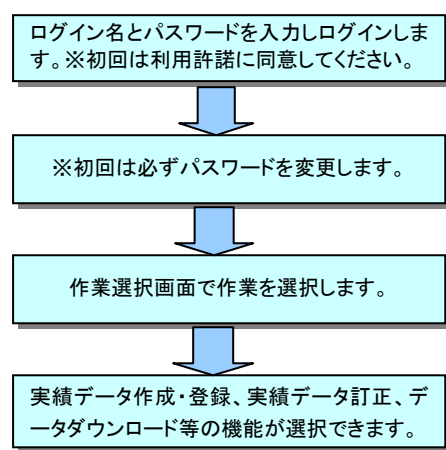 ログイン名とパスワードを入力しログインしま
す。※初回は利用許諾に同意してください。
※初回は必ずパスワードを変更します。
作業選択画面で作業を選択します。
実績データ作成・登録、実績データ訂正、デ
ータダウンロード等の機能が選択できます。